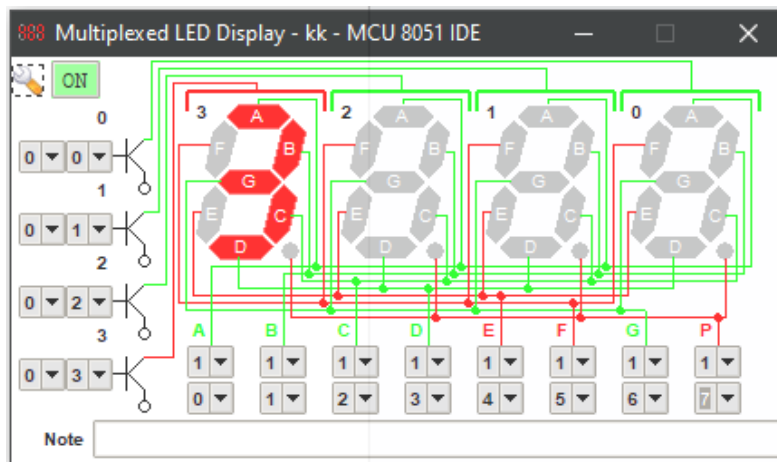 888 Multiplexed LED Display - kk - MCU 8051 IDE
ON
0
3 A B C D E F G
2 A B C D E F G
1 A B C D E F G
0 A B C D E F G
0 0
1
0 1
2
0 2
3
0 3
A B C D E F G P
1 1 1 1 1 1 1 1
0 1 2 3 4 5 6 7
Note